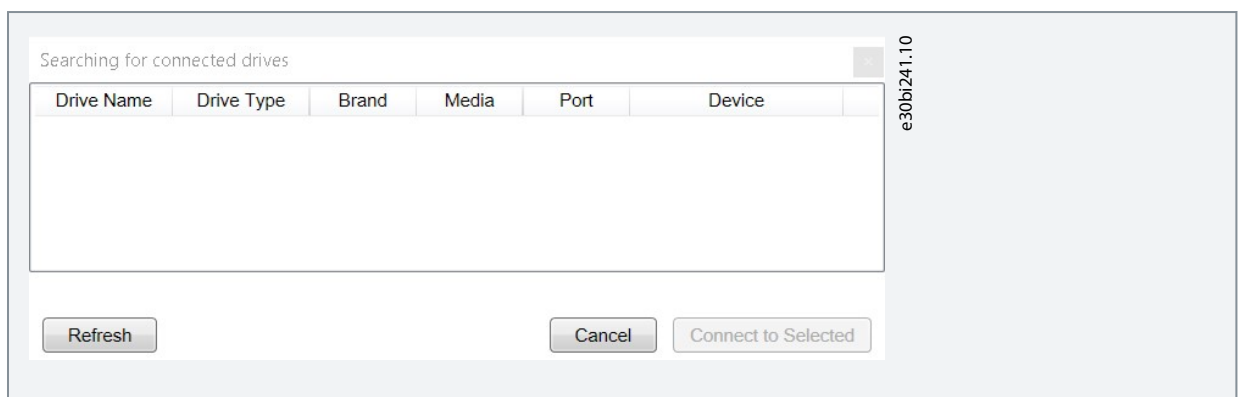 Searching for connected drives
Drive Name Drive Type Brand Media Port Device
Refresh Cancel Connect to Selected
e30bi241.10